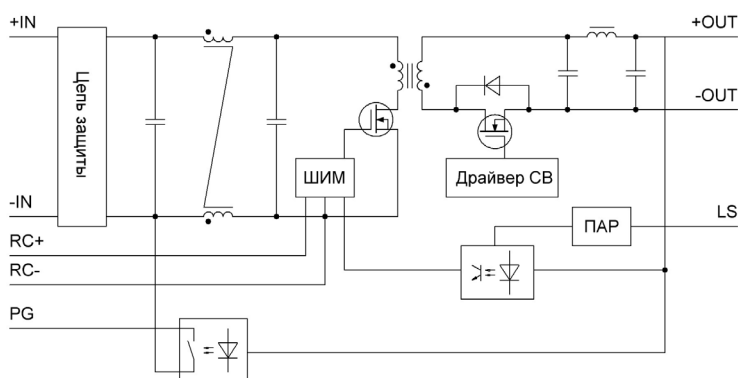 +IN
+OUT
Цепь защиты
-OUT
ШИМ
Драйвер СВ
-IN
ПАР
LS
RC+
RC-
PG